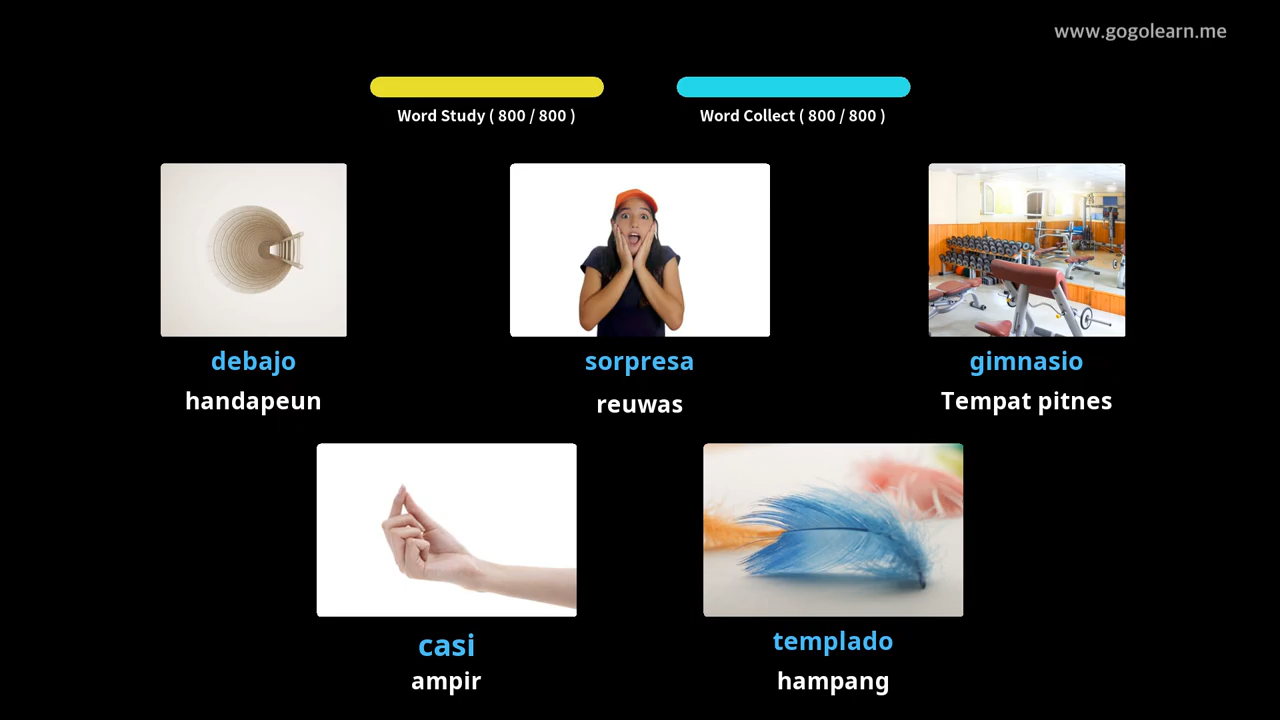 www.gogolearn.me
Word Study ( 800 / 800 )
Word Collect ( 800 / 800 )
debajo
handapeun
sorpresa
reuwas
gimnasio
Tempat pitnes
casi
ampir
templado
hampang